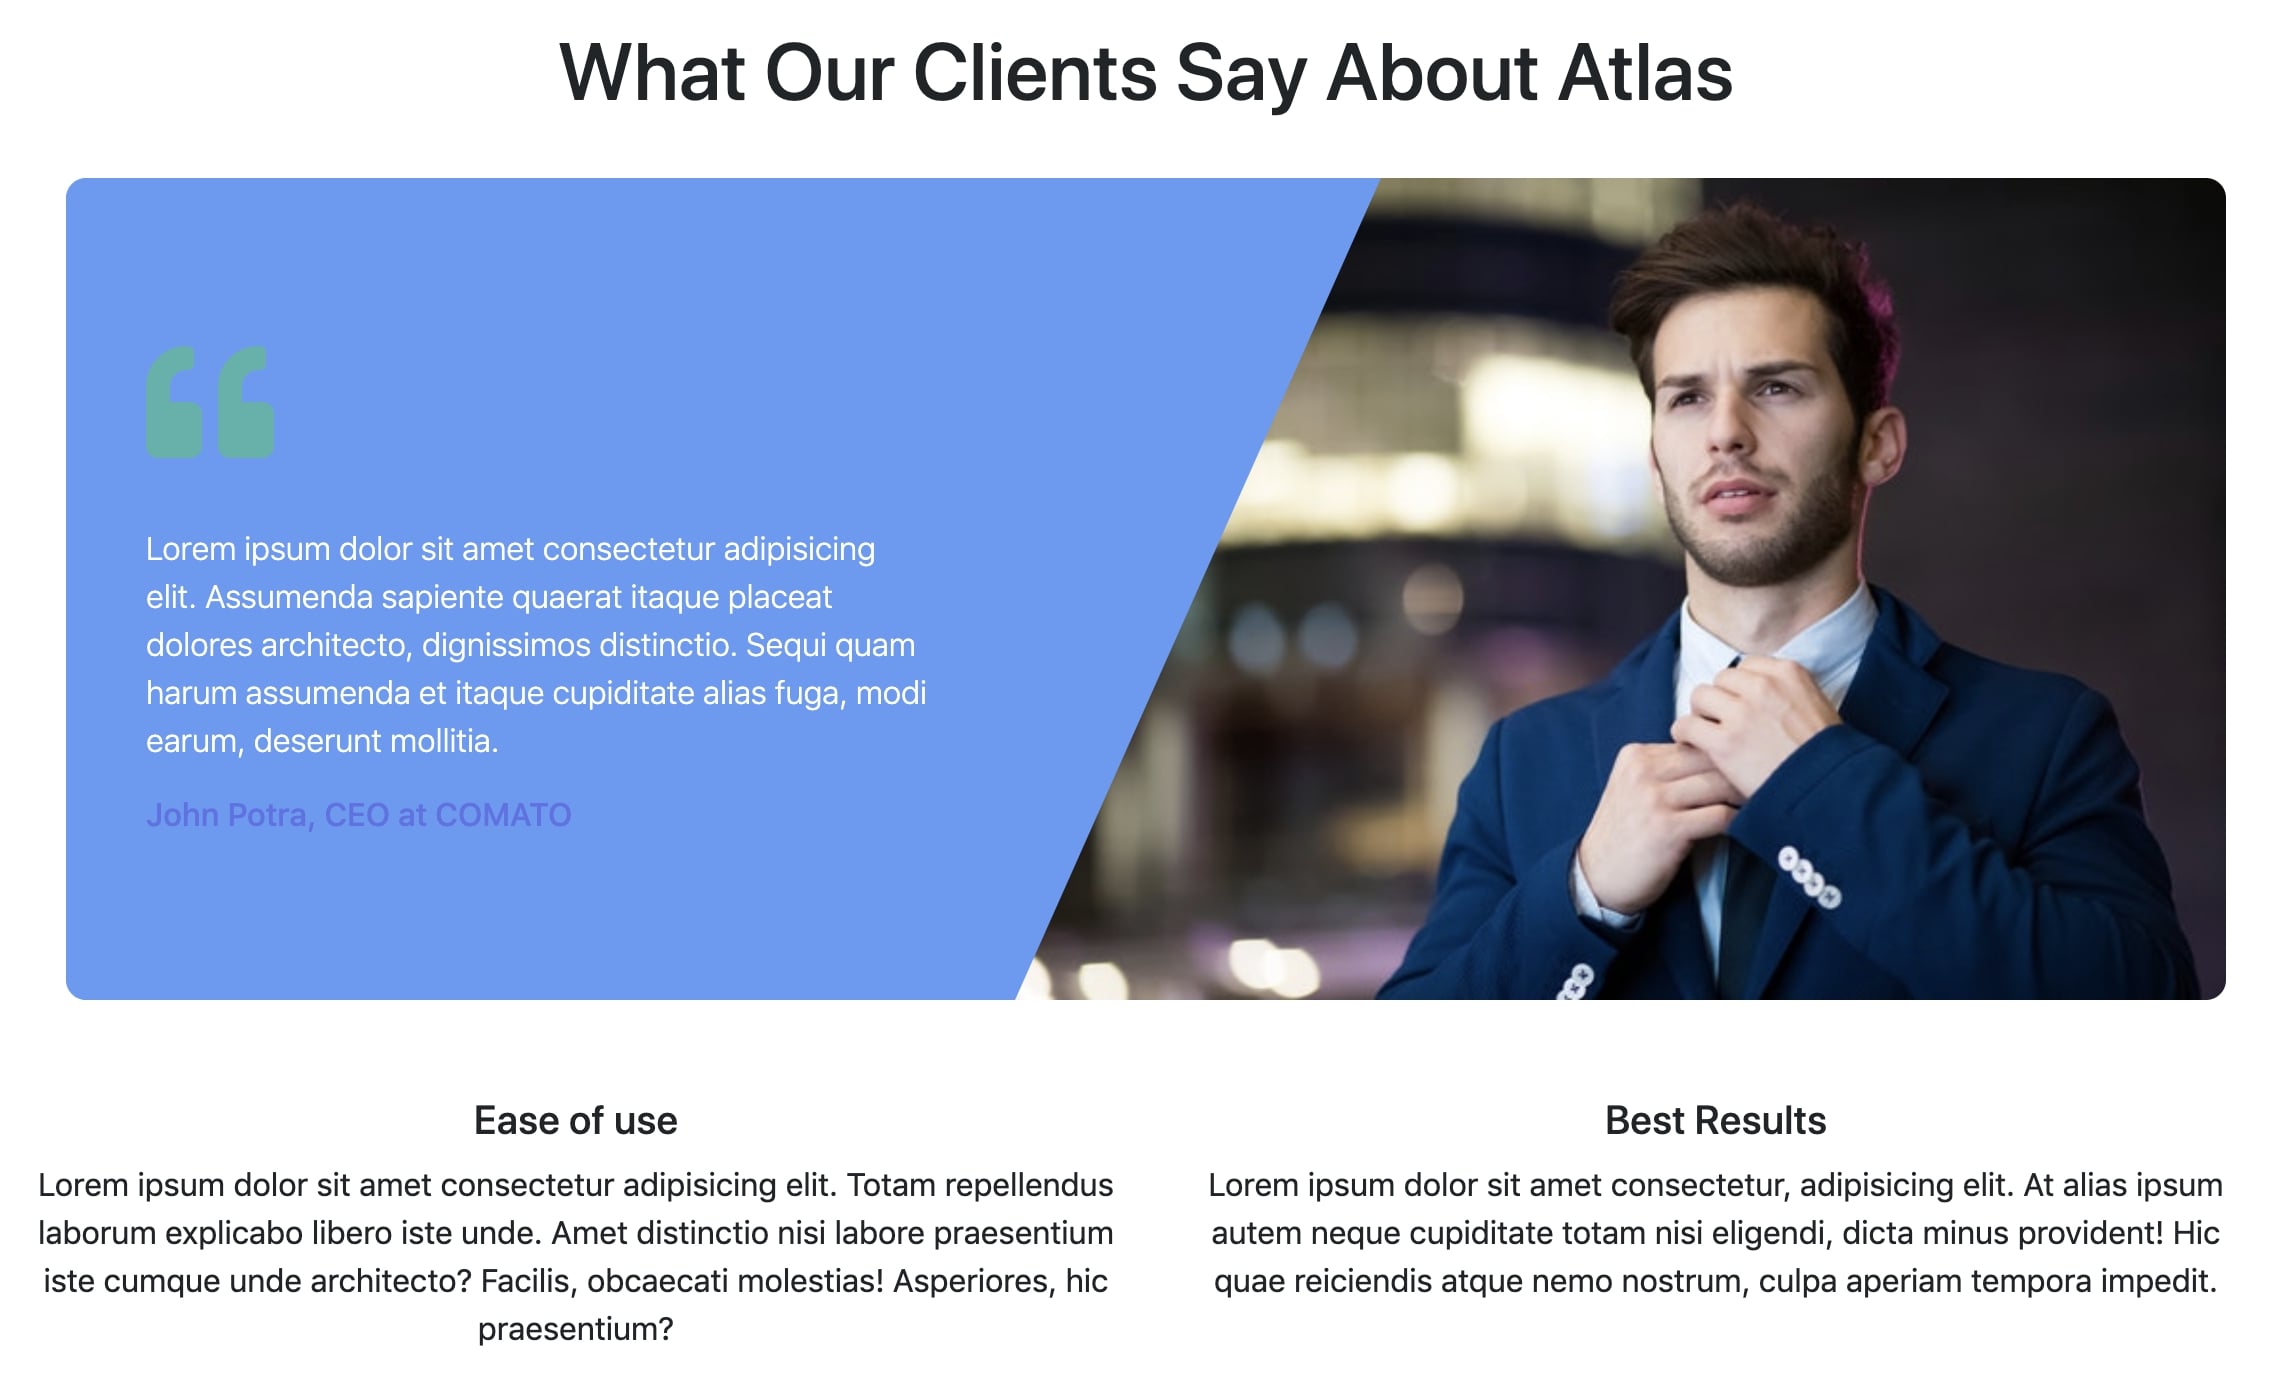 What Our Clients Say About Atlas
Lorem ipsum dolor sit amet consectetur adipisicing
elit. Assumenda sapiente quaerat itaque placeat
dolores architecto, dignissimos distinctio. Sequi quam
harum assumenda et itaque cupiditate alias fuga, modi
earum, deserunt mollitia.
John Potra, CEO at COMATO
Ease of use
Lorem ipsum dolor sit amet consectetur adipisicing elit. Totam repellendus
laborum explicabo libero iste unde. Amet distinctio nisi labore praesentium
iste cumque unde architecto? Facilis, obcaecati molestias! Asperiores, hic
praesentium?
Best Results
Lorem ipsum dolor sit amet consectetur, adipisicing elit. At alias ipsum
autem neque cupiditate totam nisi eligendi, dicta minus provident! Hic
quae reiciendis atque nemo nostrum, culpa aperiam tempora impedit.